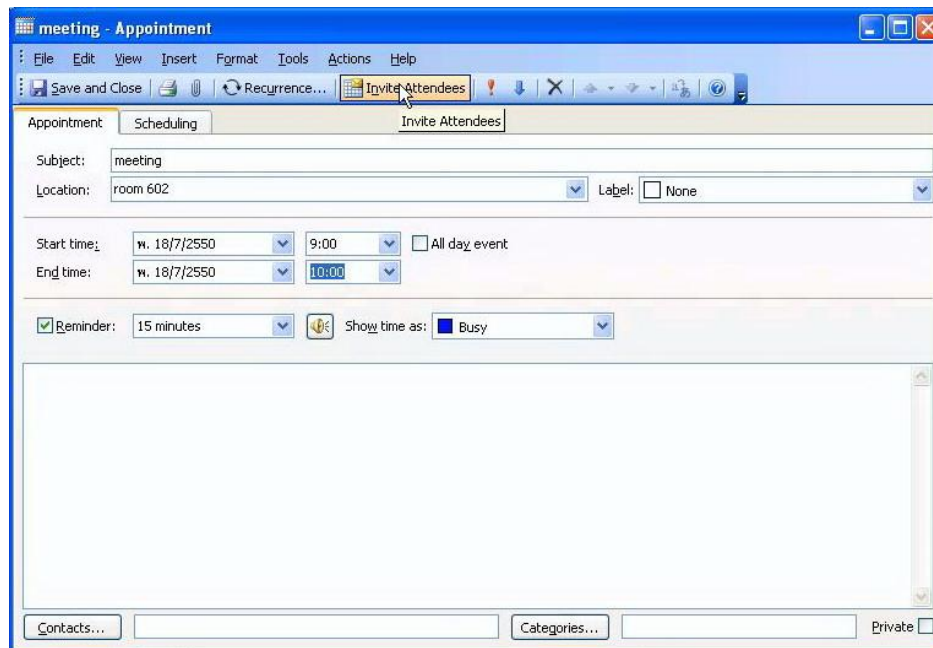 meeting - Appointment
File Edit View Insert Format Tools Actions Help
Save and Close Recurrence... Invite Attendees
Appointment Scheduling Invite Attendees
Subject: meeting
Location: room 602 Label: None
Start time: พ. 18/7/2550 9:00 All day event
End time: พ. 18/7/2550 10:00
Reminder: 15 minutes Show time as: Busy
Contacts... Categories... Private